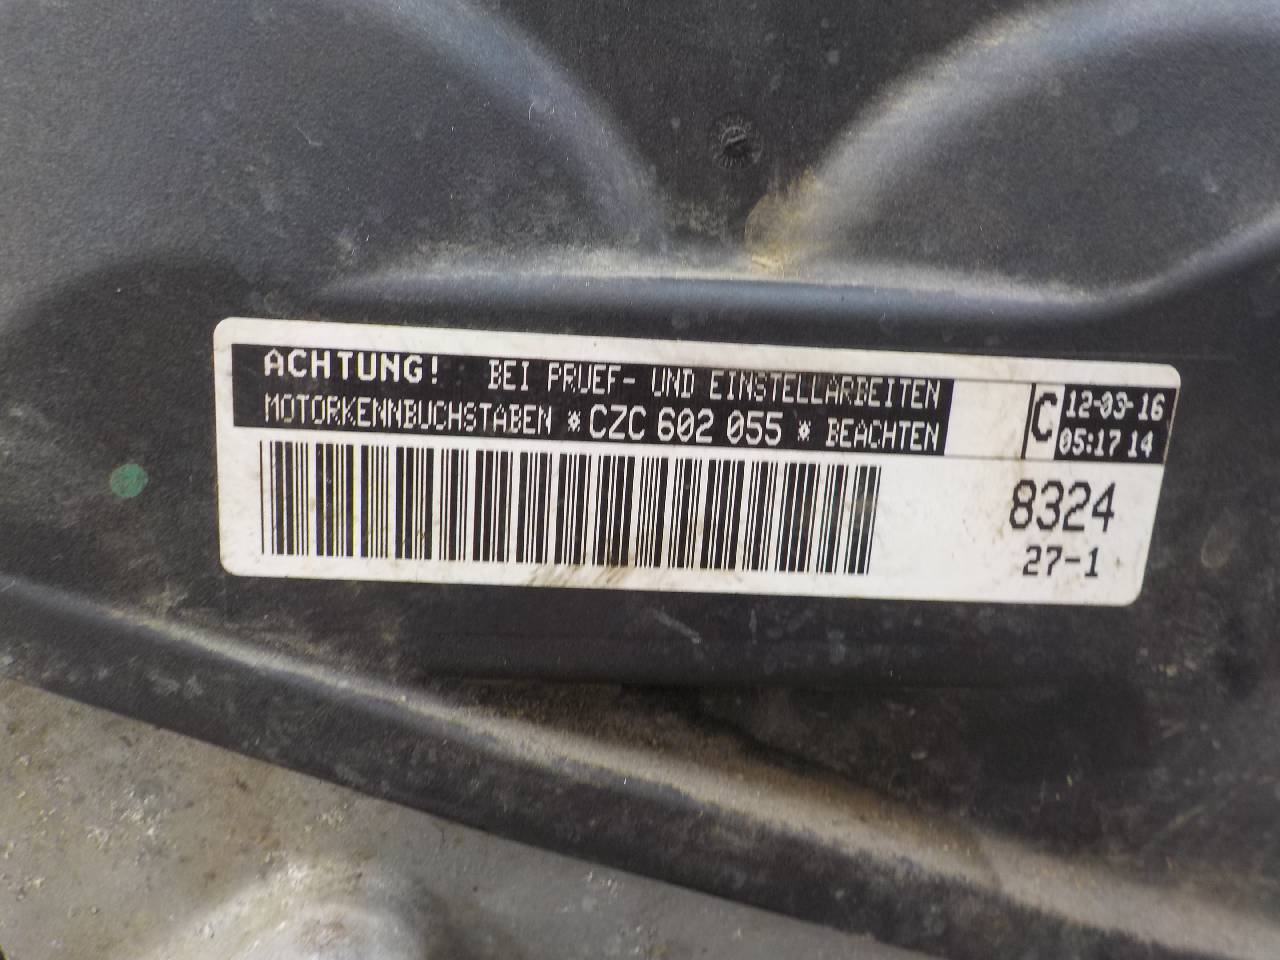 ACHTUNG! BEI PRUEF- UND EINSTELLARBEITEN
MOTORKENNBUCHSTABEN *CZC 602 055* BEACHTEN
C
12-03-16
05:17 14
8324
27-1